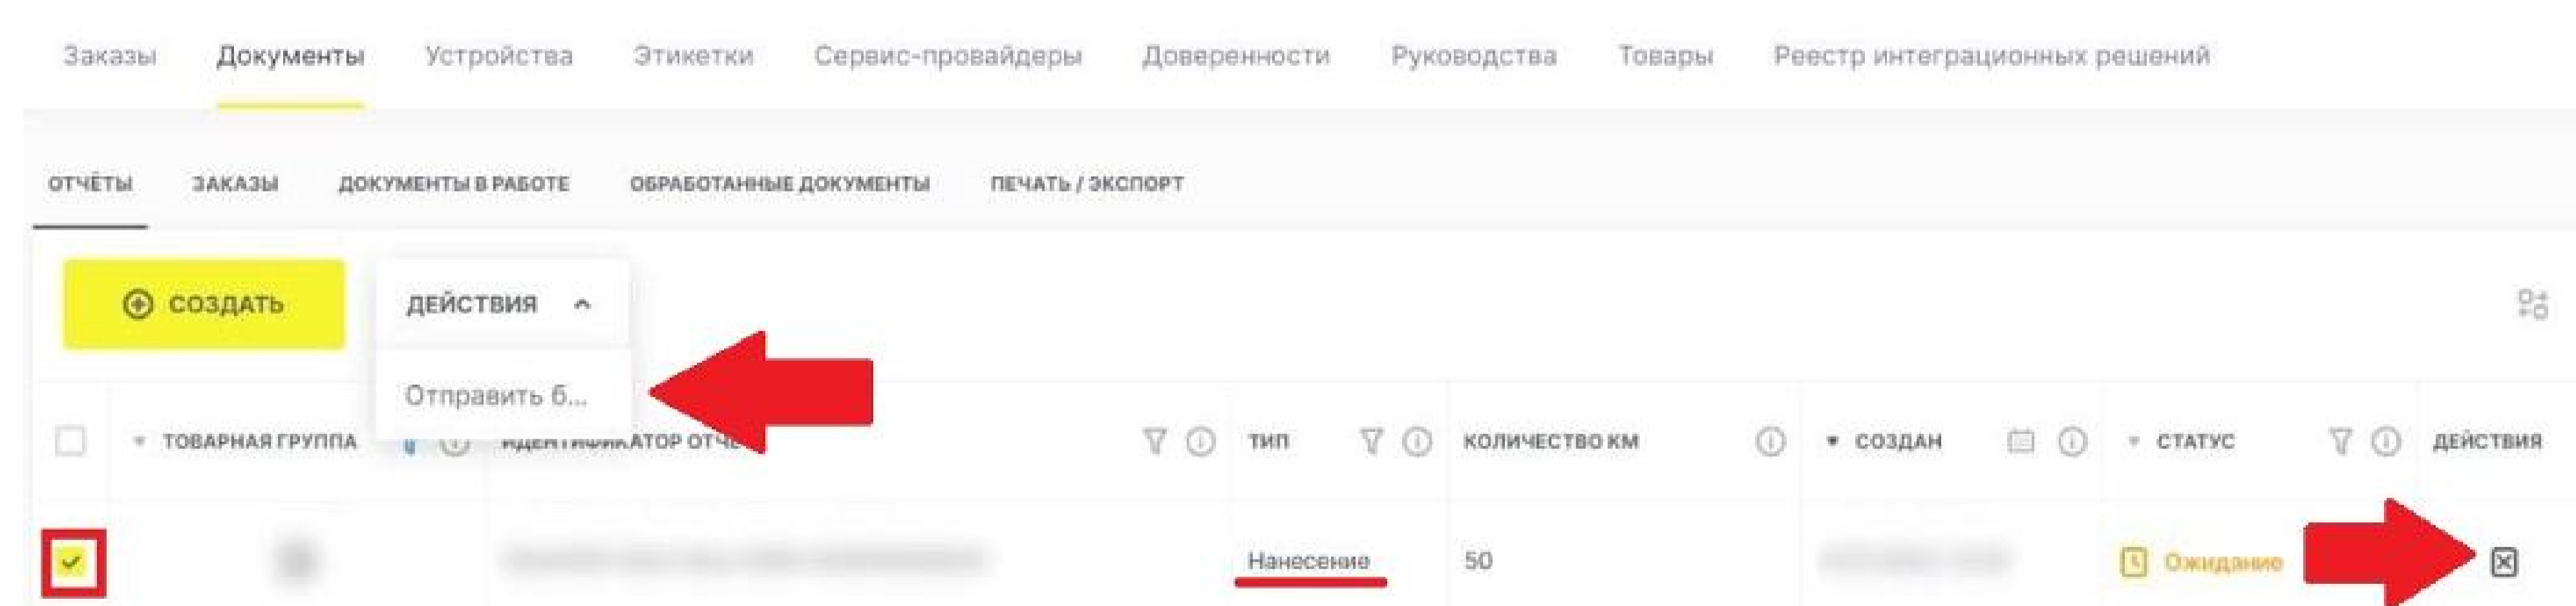 Заказы Документы Устройства Этикетки Сервис-провайдеры Доверенности Руководства Товары Реестр интеграционных решений
ОТЧЁТЫ ЗАКАЗЫ ДОКУМЕНТЫ В РАБОТЕ ОБРАБОТАННЫЕ ДОКУМЕНТЫ ПЕЧАТЬ / ЭКСПОРТ
СОЗДАТЬ ДЕЙСТВИЯ
Отправить б...
ТОВАРНАЯ ГРУППА ИДЕНТИФИКАТОР ТИП КОЛИЧЕСТВО КМ СОЗДАН СТАТУС ДЕЙСТВИЯ
Нанесение 50 Ожидание